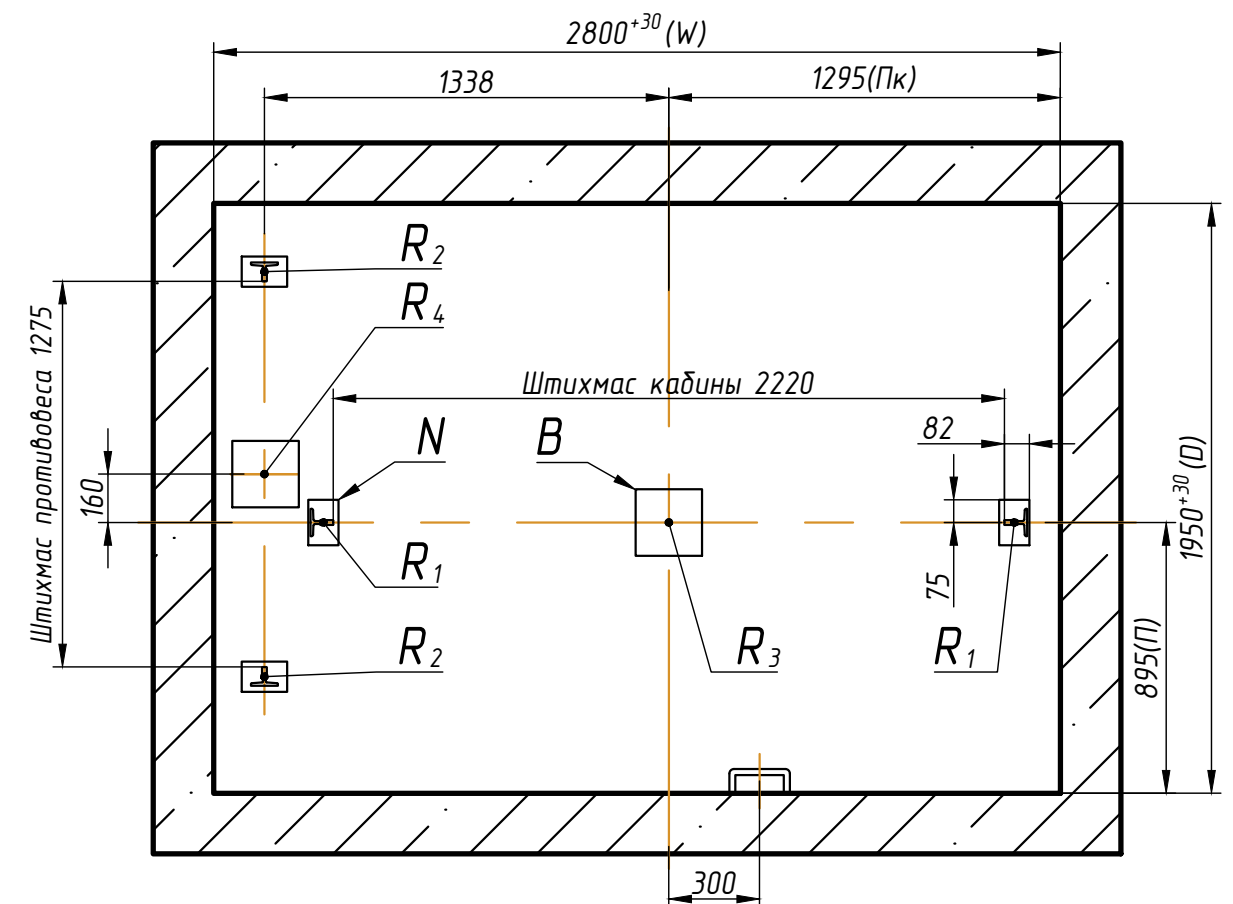 2800⁺³⁰(W)
1338
1295(Пк)
R₂
R₄
Штихмас противовеса 1275
Штихмас кабины 2220
N
B
82
160
1950⁺³⁰(D)
R₁
75
R₂
R₃
R₁
895(П)
300